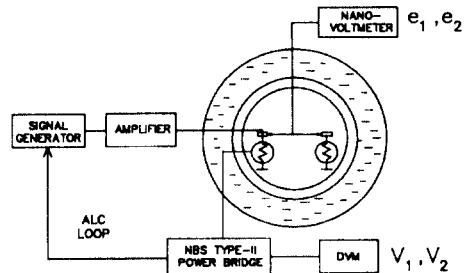 NANO-
VOLTMETER
e1 , e2
SIGNAL
GENERATOR
AMPLIFIER
ALC
LOOP
NBS TYPE-II
POWER BRIDGE
DVM
V1 , V2